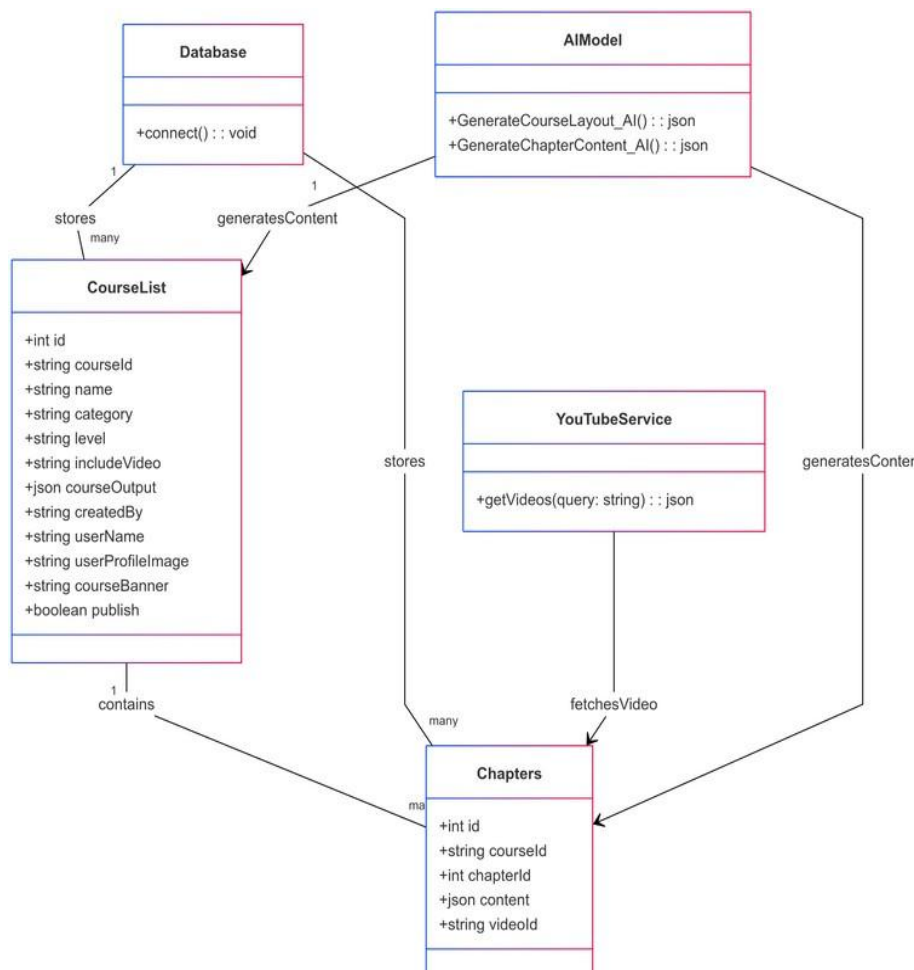 Database
+connect() : : void
AIModel
+GenerateCourseLayout_AI() : : json
+GenerateChapterContent_AI() : : json
1
stores
many
1
generatesContent
CourseList
+int id
+string courseId
+string name
+string category
+string level
+string includeVideo
+json courseOutput
+string createdBy
+string userName
+string userProfileImage
+string courseBanner
+boolean publish
stores
YouTubeService
+getVideos(query: string) : : json
generatesConter
1
contains
many
fetchesVideo
Chapters
ma
+int id
+string courseId
+int chapterId
+json content
+string videoId